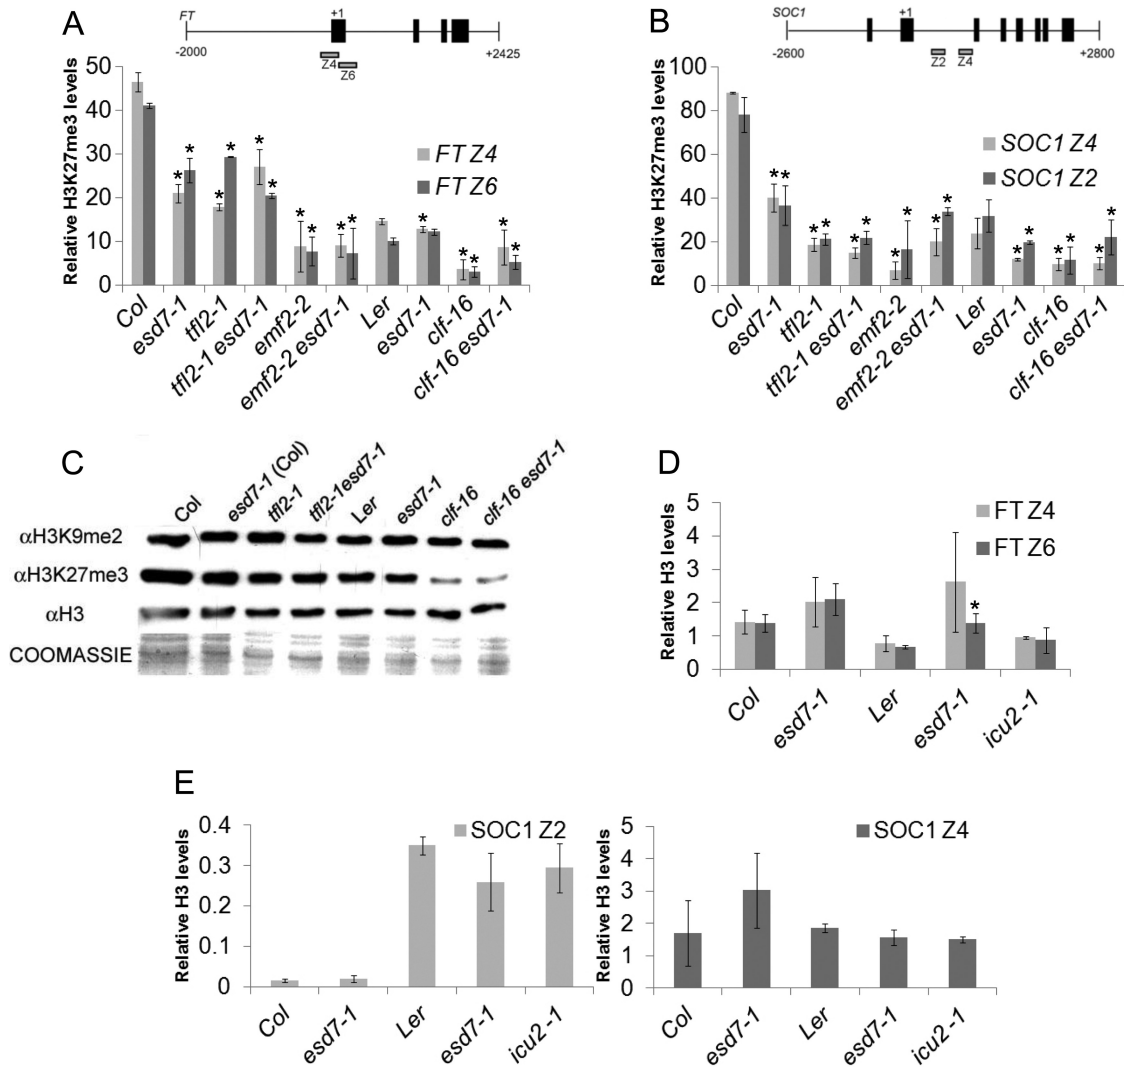 A
FT
+1
-2000
+2425
Z4
Z6
Relative H3K27me3 levels
50
40
30
20
10
0
* * * * * * * * * * * * * * *
FT Z4
FT Z6
Col
esd7-1
tfl2-1
tfl2-1 esd7-1
emf2-2
emf2-2 esd7-1
Ler
esd7-1
clf-16
clf-16 esd7-1
B
SOC1
+1
-2600
+2800
Z2
Z4
Relative H3K27me3 levels
100
80
60
40
20
0
* * * * * * * * * * * * * * * *
SOC1 Z4
SOC1 Z2
Col
esd7-1
tfl2-1
tfl2-1 esd7-1
emf2-2
emf2-2 esd7-1
Ler
esd7-1
clf-16
clf-16 esd7-1
C
Col
esd7-1 (Col)
tfl2-1
tfl2-1esd7-1
Ler
esd7-1
clf-16
clf-16 esd7-1
αH3K9me2
αH3K27me3
αH3
COOMASSIE
D
Relative H3 levels
5
4
3
2
1
0
FT Z4
FT Z6
*
Col
esd7-1
Ler
esd7-1
icu2 -1
E
Relative H3 levels
0.4
0.3
0.2
0.1
0
SOC1 Z2
Col
esd7-1
Ler
esd7-1
icu2-1
Relative H3 levels
5
4
3
2
1
0
SOC1 Z4
Col
esd7-1
Ler
esd7-1
icu2-1